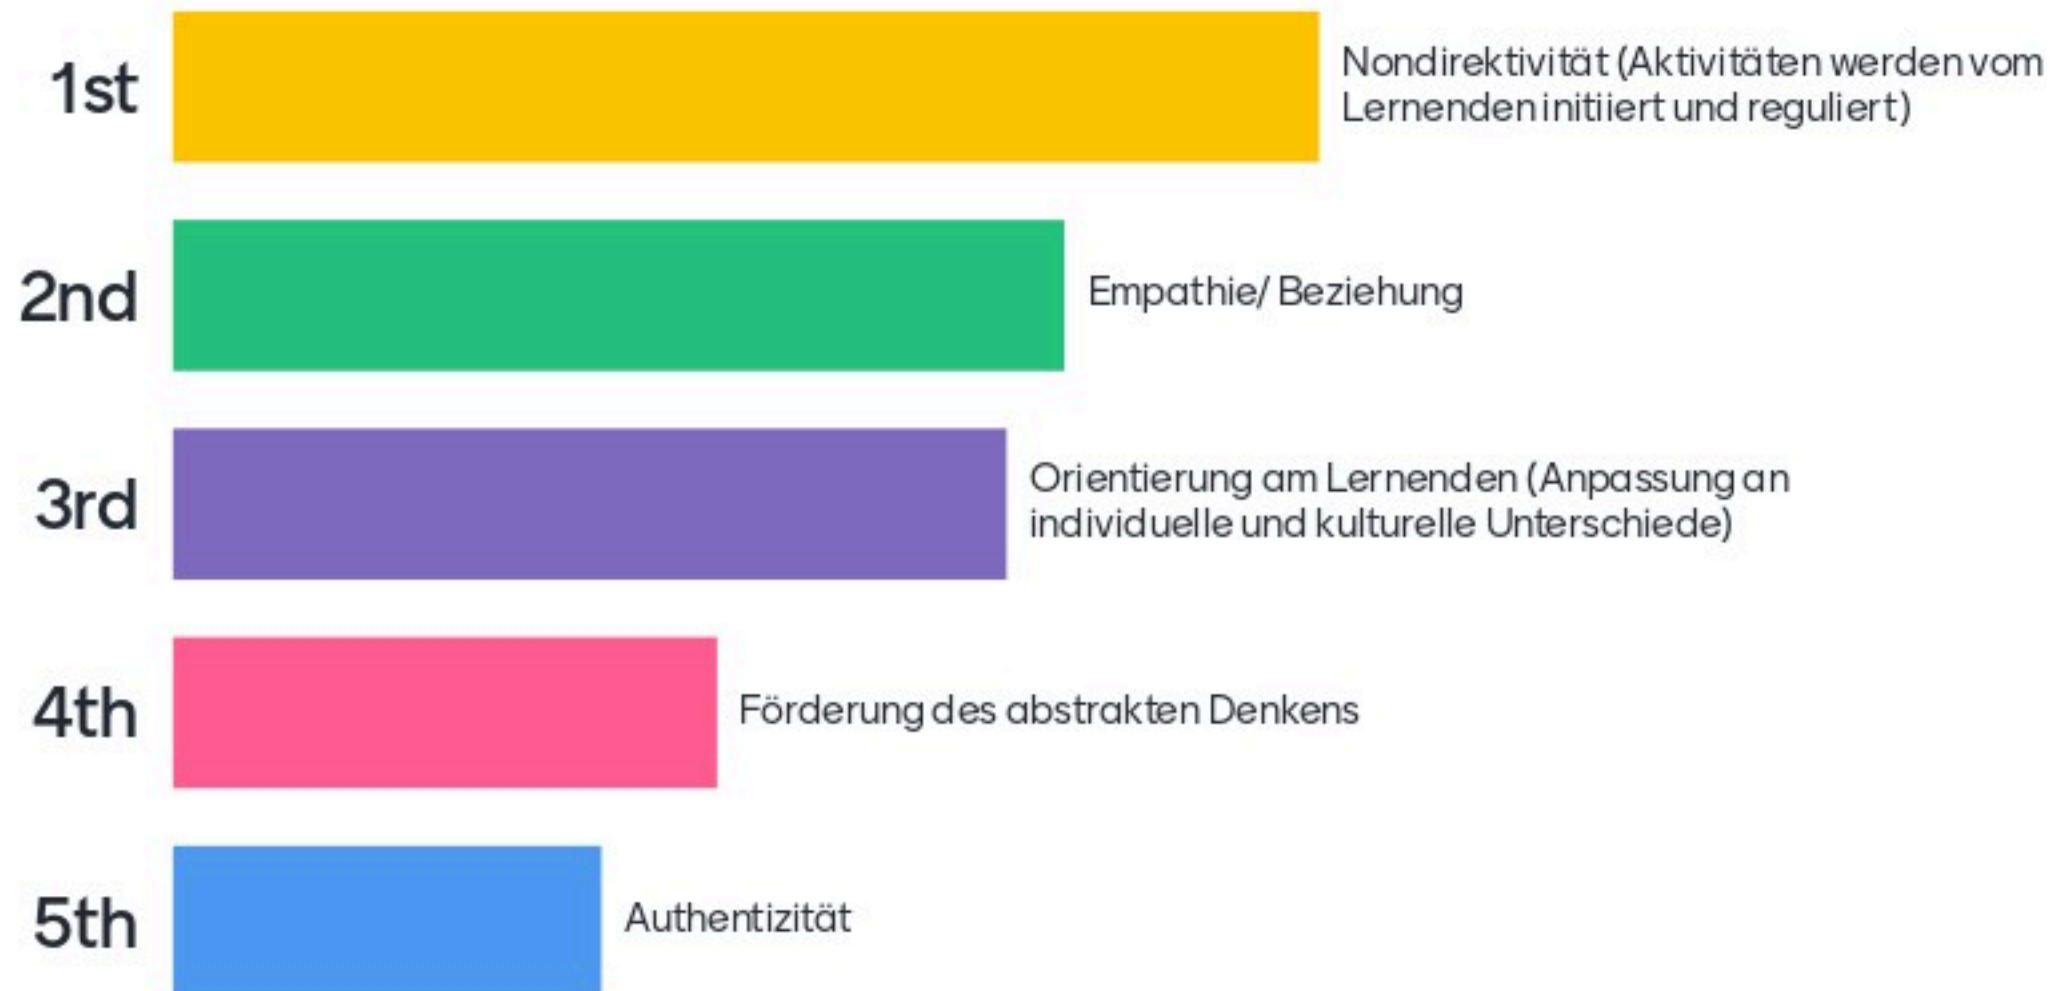 1st
Nondirektivität (Aktivitäten werden vom
Lernenden initiiert und reguliert)
2nd
Empathie/ Beziehung
3rd
Orientierung am Lernenden (Anpassung an
individuelle und kulturelle Unterschiede)
4th
Förderung des abstrakten Denkens
5th
Authentizität